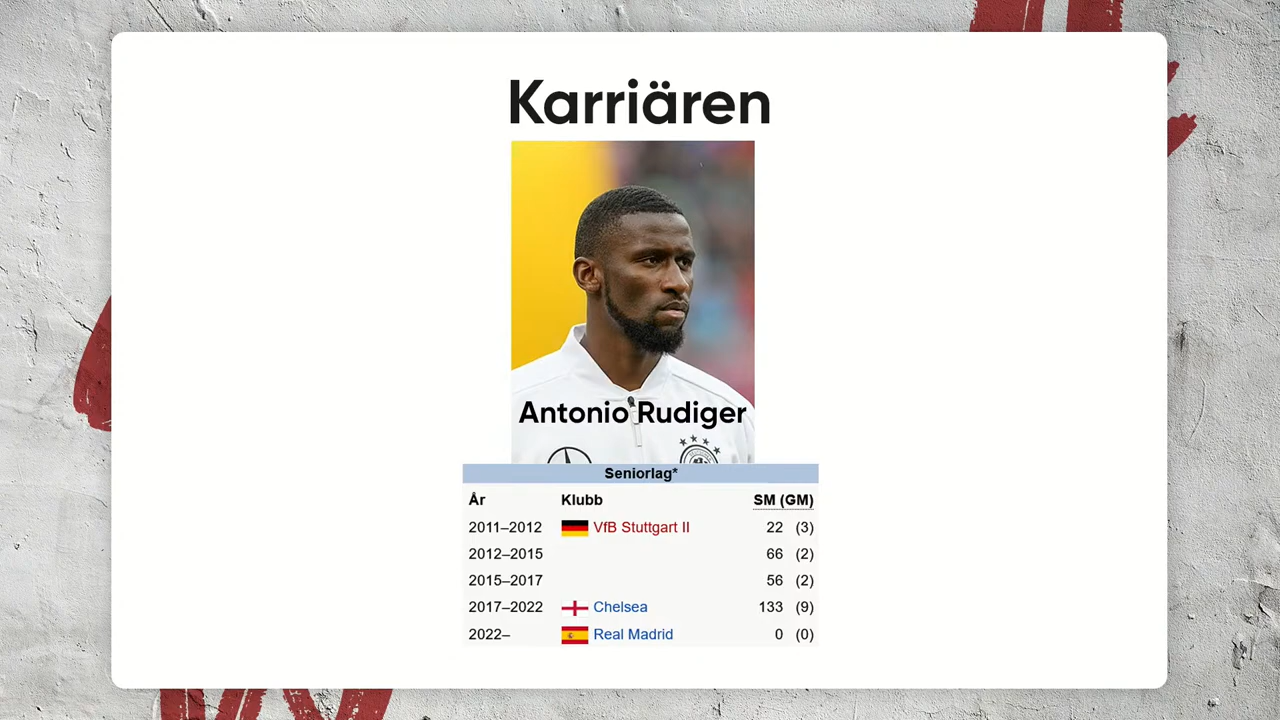 Karriären
Antonio Rudiger
Seniorlag*
År Klubb SM (GM)
2011–2012 VfB Stuttgart II 22 (3)
2012–2015 66 (2)
2015–2017 56 (2)
2017–2022 Chelsea 133 (9)
2022– Real Madrid 0 (0)